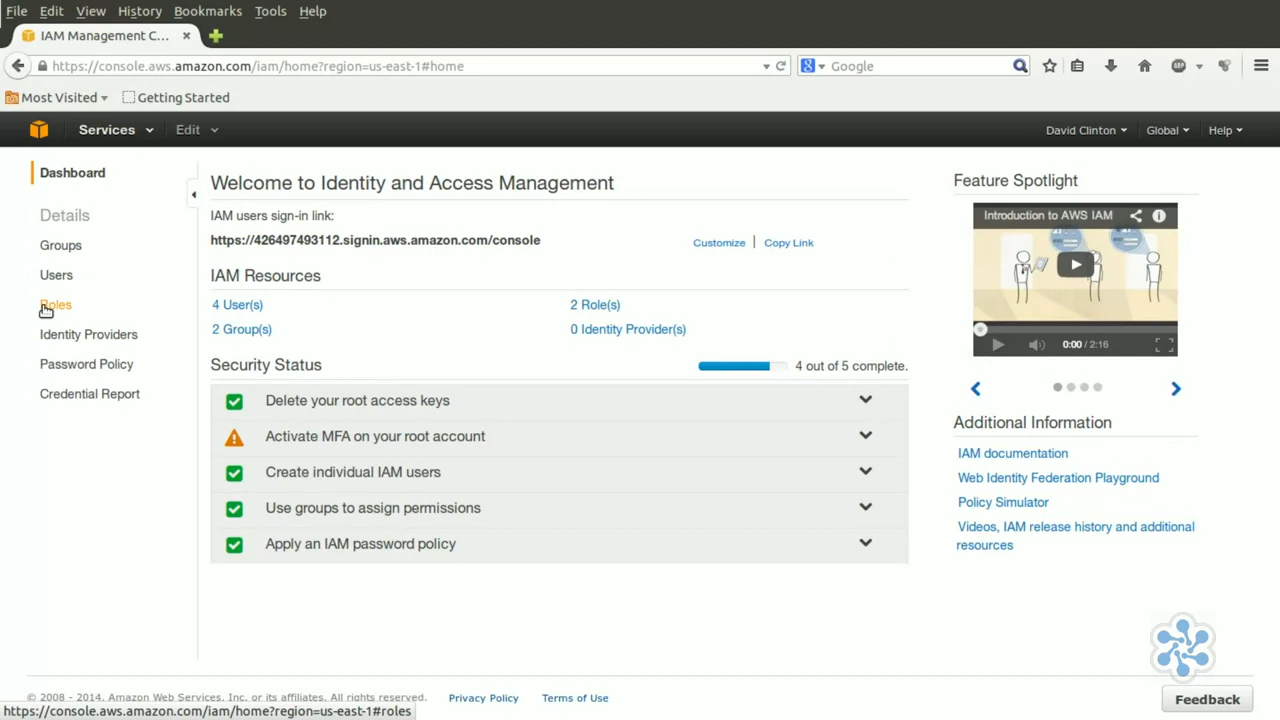 File Edit View History Bookmarks Tools Help
IAM Management C...
https://console.aws.amazon.com/iam/home?region=us-east-1#home
Google
Most Visited Getting Started
Services Edit David Clinton Global Help
Dashboard
Details
Groups
Users
Roles
Identity Providers
Password Policy
Credential Report
Welcome to Identity and Access Management
IAM users sign-in link:
https://426497493112.signin.aws.amazon.com/console Customize | Copy Link
IAM Resources
4 User(s) 2 Role(s)
2 Group(s) 0 Identity Provider(s)
Security Status 4 out of 5 complete.
Delete your root access keys
Activate MFA on your root account
Create individual IAM users
Use groups to assign permissions
Apply an IAM password policy
Feature Spotlight
Introduction to AWS IAM
0:00 / 2:16
Additional Information
IAM documentation
Web Identity Federation Playground
Policy Simulator
Videos, IAM release history and additional
resources
© 2008 - 2014, Amazon Web Services, Inc. or its affiliates. All rights reserved. Privacy Policy Terms of Use
Feedback
https://console.aws.amazon.com/iam/home?region=us-east-1#roles